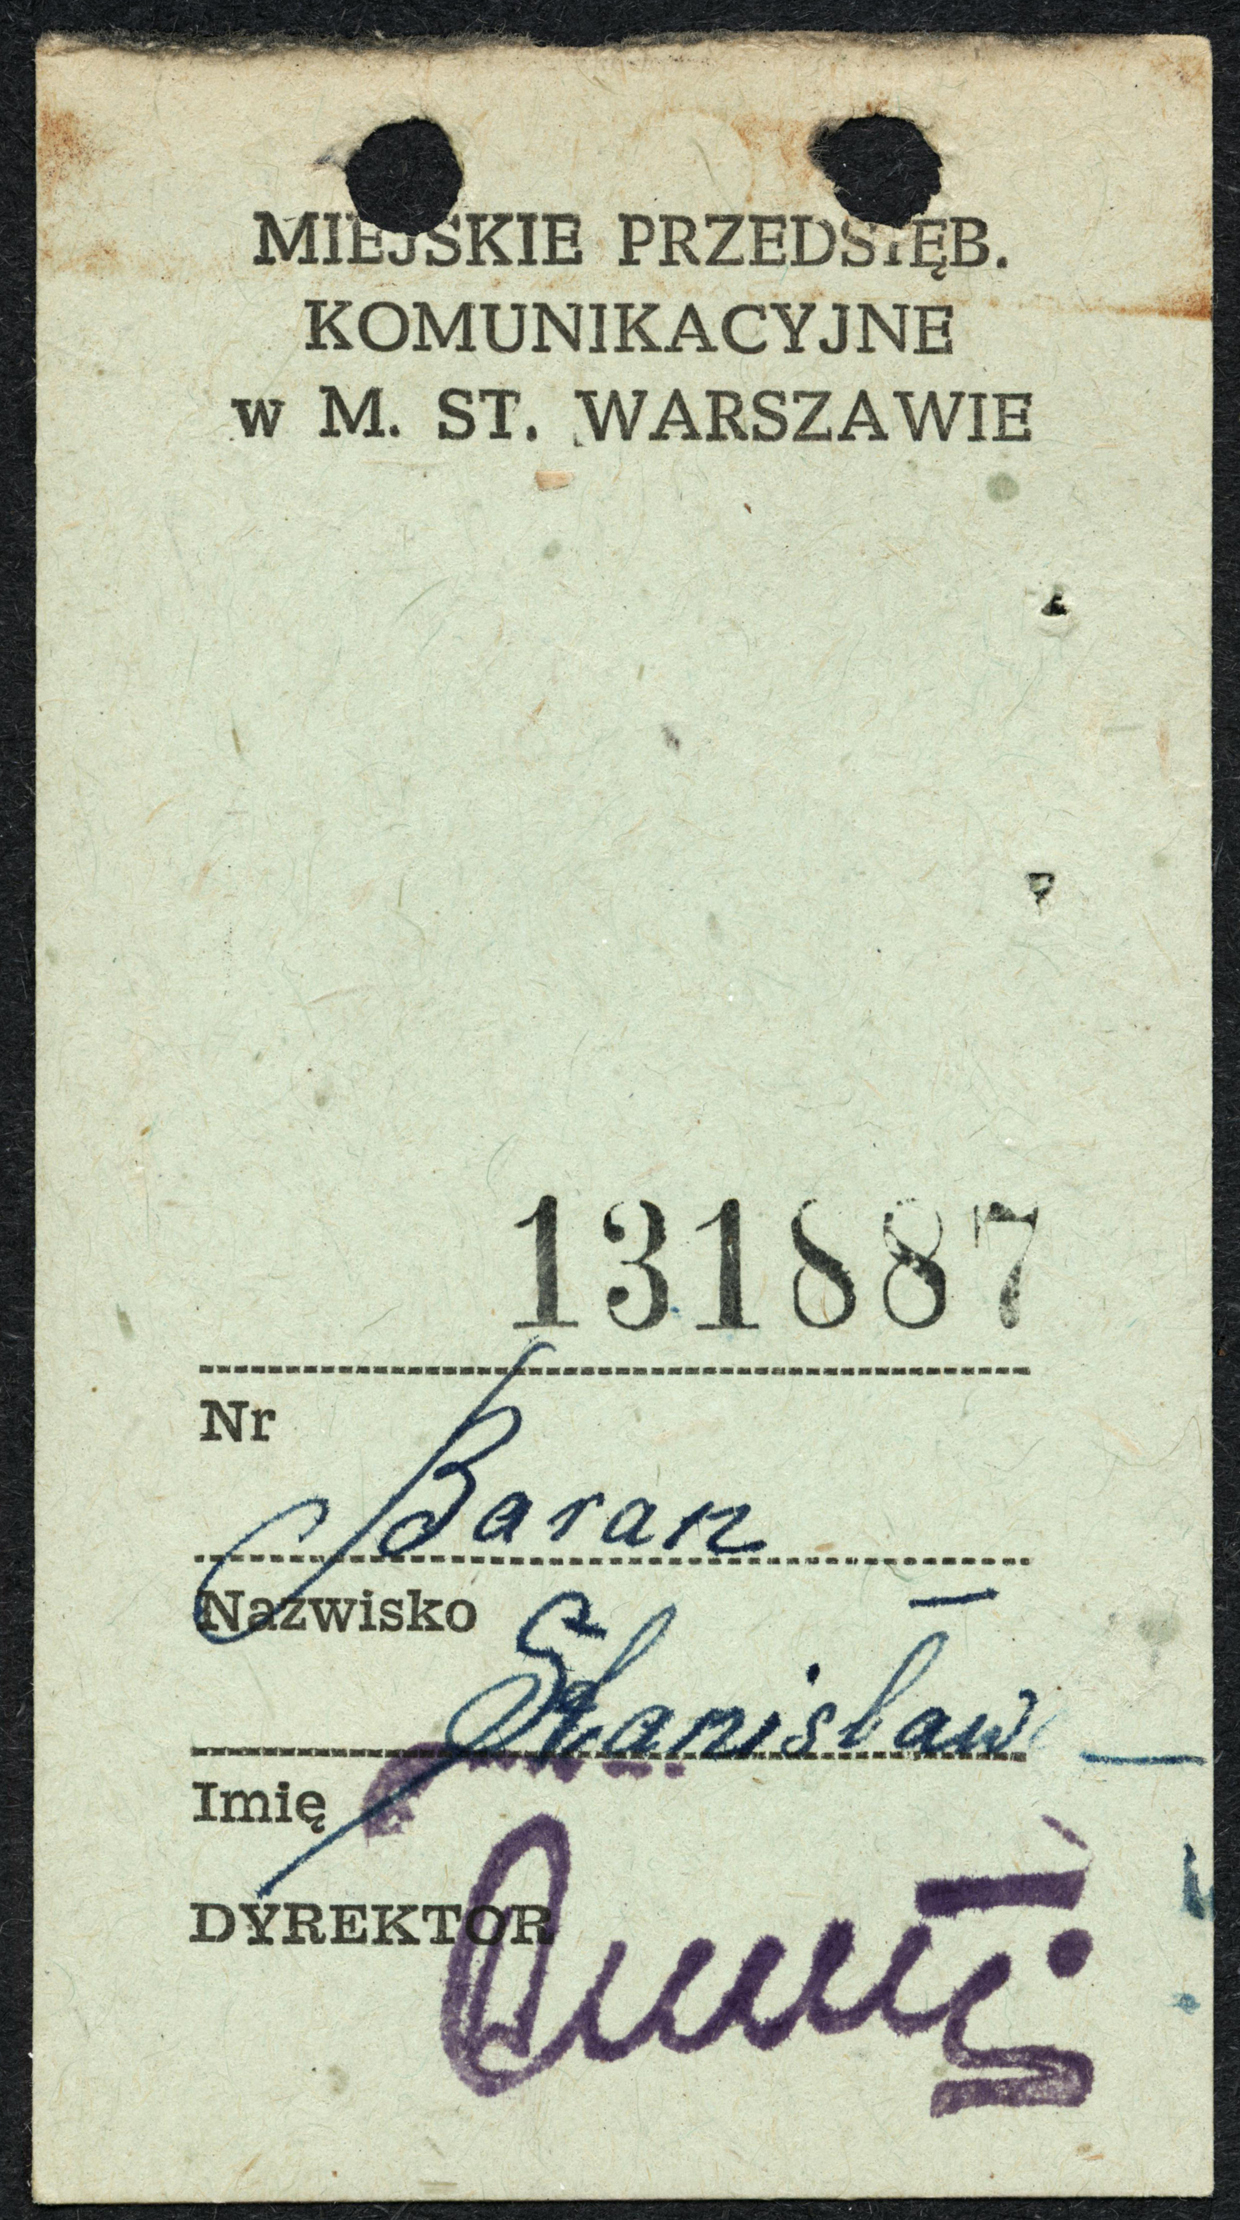 MIEJSKIE PRZEDSIĘB.
KOMUNIKACYJNE
w M. ST. WARSZAWIE
131887
Nr
Baran
Nazwisko
Stanisław
Imię
DYREKTOR